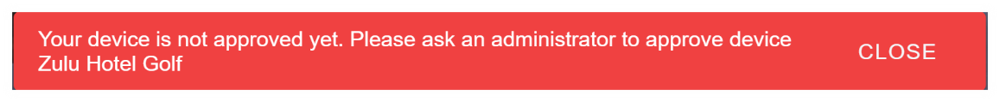 Your device is not approved yet. Please ask an administrator to approve device
Zulu Hotel Golf
CLOSE